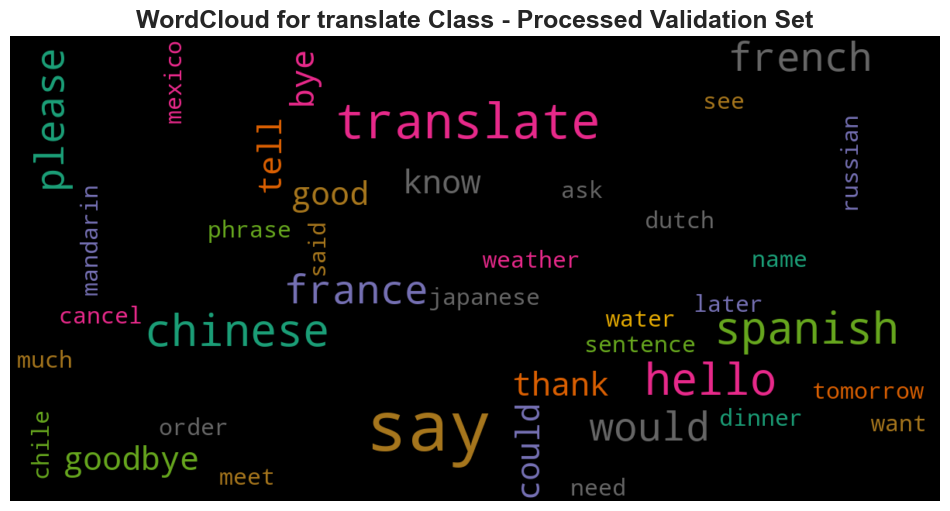 WordCloud for translate Class - Processed Validation Set
please
mexico
bye
french
see
translate
tell
russian
know
good
ask
mandarin
dutch
phrase
said
weather
name
france
japanese
later
cancel
chinese
water
spanish
sentence
much
hello
thank
tomorrow
say
could
would
dinner
want
chile
order
goodbye
meet
need